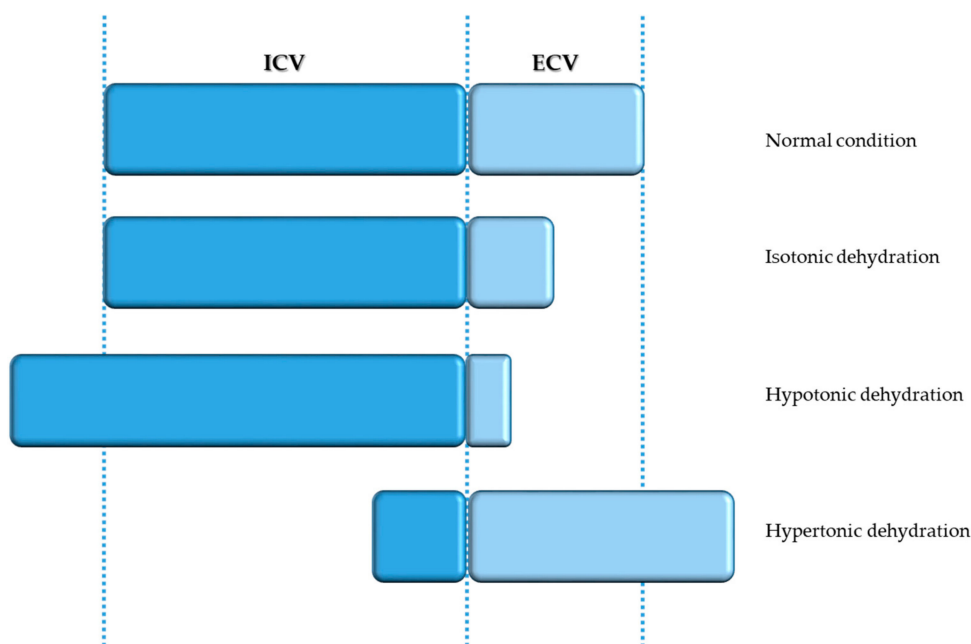 ICV
ECV
Normal condition
Isotonic dehydration
Hypotonic dehydration
Hypertonic dehydration